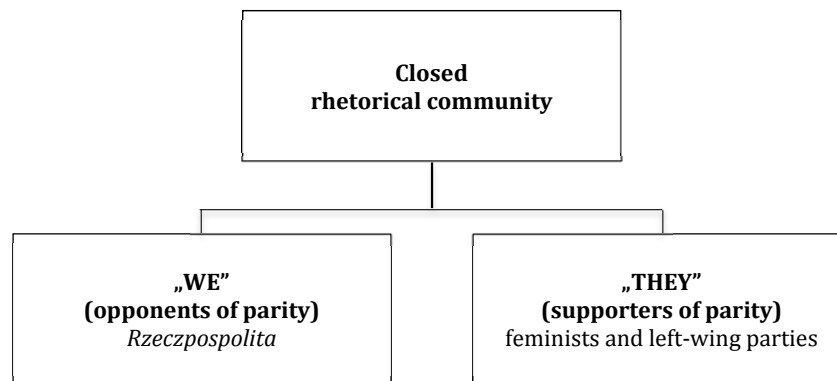 Closed
rhetorical community
„WE”
(opponents of parity)
Rzeczpospolita
„THEY”
(supporters of parity)
feminists and left-wing parties